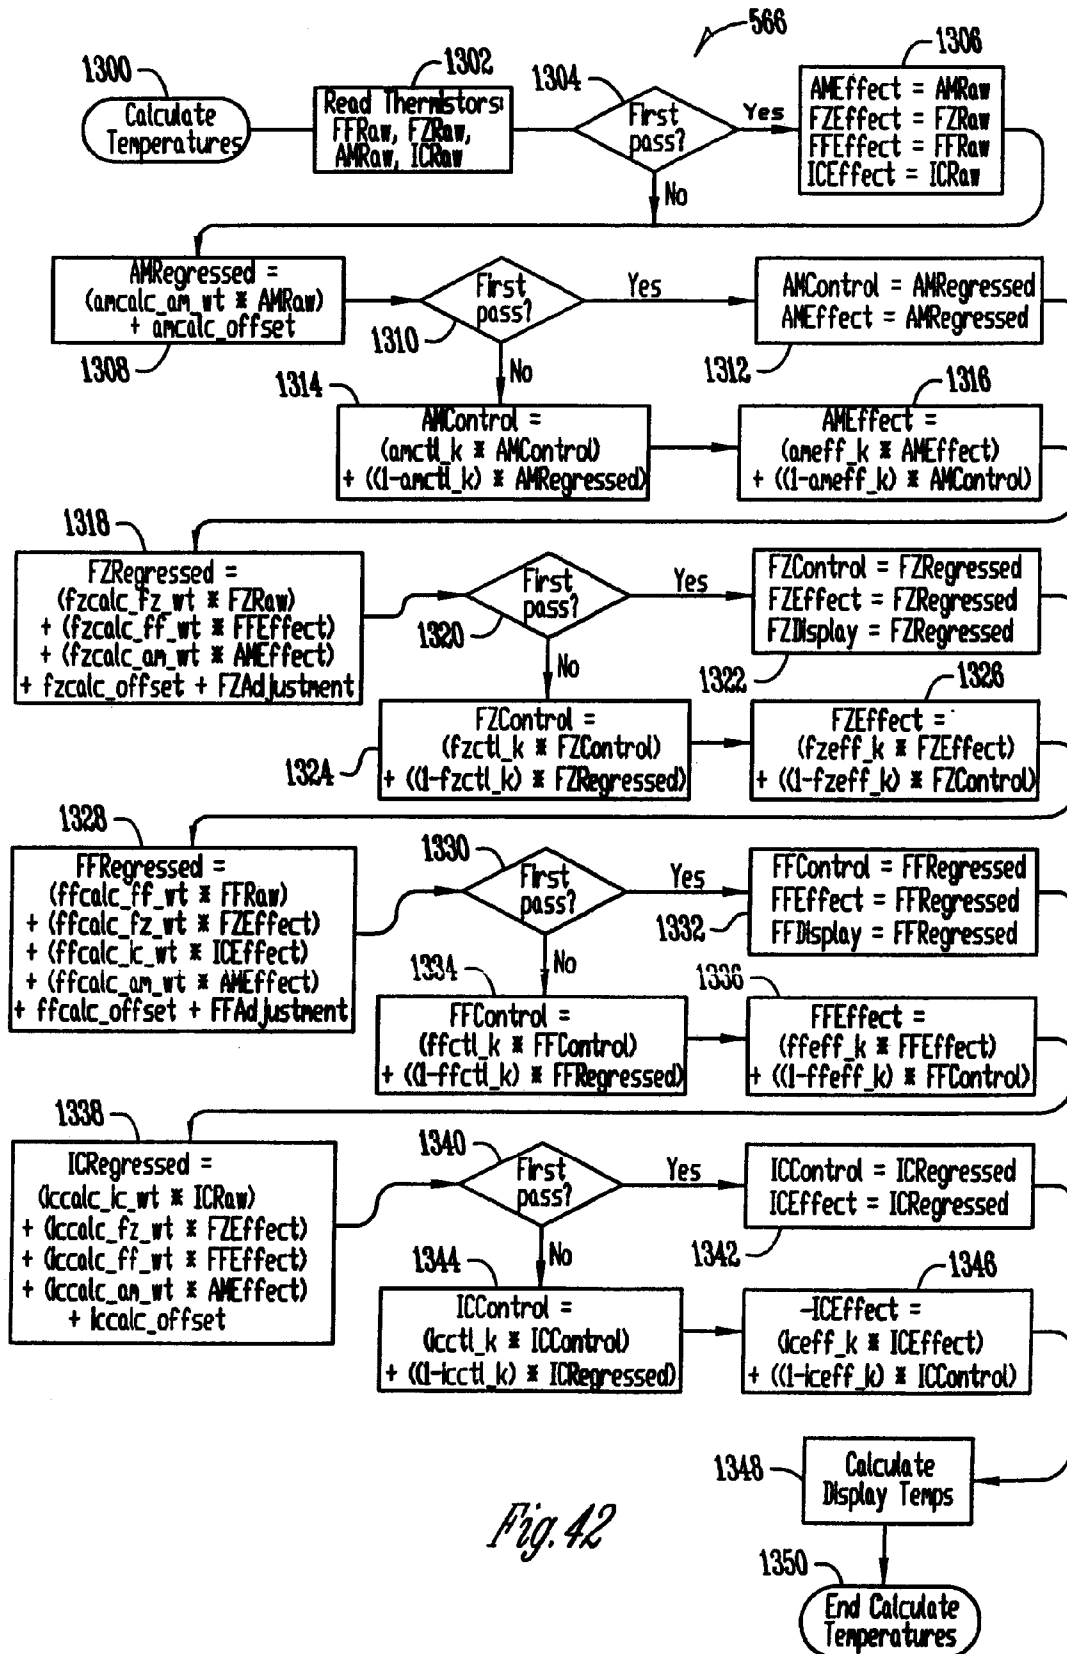 566
1300
Calculate
Temperatures
1302
Read Thermistors:
FFRaw, FZRaw,
AMRaw, ICRaw
1304
First
pass?
Yes
No
1306
AMEffect = AMRaw
FZEffect = FZRaw
FFEffect = FFRaw
ICEffect = ICRaw
AMRegressed =
(amcalc_am_wt * AMRaw)
+ amcalc_offset
1308
First
pass?
1310
Yes
No
AMControl = AMRegressed
AMEffect = AMRegressed
1312
1314
AMControl =
(amctl_k * AMControl)
+ ((1-amctl_k) * AMRegressed)
1316
AMEffect =
(ameff_k * AMEffect)
+ ((1-ameff_k) * AMControl)
1318
FZRegressed =
(fzcalc_fz_wt * FZRaw)
+ (fzcalc_ff_wt * FFEffect)
+ (fzcalc_am_wt * AMEffect)
+ fzcalc_offset + FZAdjustment
First
pass?
1320
Yes
No
FZControl = FZRegressed
FZEffect = FZRegressed
FZDisplay = FZRegressed
1322
1324
FZControl =
(fzctl_k * FZControl)
+ ((1-fzctl_k) * FZRegressed)
1326
FZEffect =
(fzeff_k * FZEffect)
+ ((1-fzeff_k) * FZControl)
1328
FFRegressed =
(ffcalc_ff_wt * FFRaw)
+ (ffcalc_fz_wt * FZEffect)
+ (ffcalc_ic_wt * ICEffect)
+ (ffcalc_am_wt * AMEffect)
+ ffcalc_offset + FFAdjustment
1330
First
pass?
Yes
No
FFControl = FFRegressed
FFEffect = FFRegressed
FFDisplay = FFRegressed
1332
1334
FFControl =
(ffctl_k * FFControl)
+ ((1-ffctl_k) * FFRegressed)
1336
FFEffect =
(ffeff_k * FFEffect)
+ ((1-ffeff_k) * FFControl)
1338
ICRegressed =
(iccalc_ic_wt * ICRaw)
+ (iccalc_fz_wt * FZEffect)
+ (iccalc_ff_wt * FFEffect)
+ (iccalc_am_wt * AMEffect)
+ iccalc_offset
1340
First
pass?
Yes
No
ICControl = ICRegressed
ICEffect = ICRegressed
1342
1344
ICControl =
(icctl_k * ICControl)
+ ((1-icctl_k) * ICRegressed)
1346
-ICEffect =
(iceff_k * ICEffect)
+ ((1-iceff_k) * ICControl)
1348
Calculate
Display Temps
1350
End Calculate
Temperatures
Fig. 42